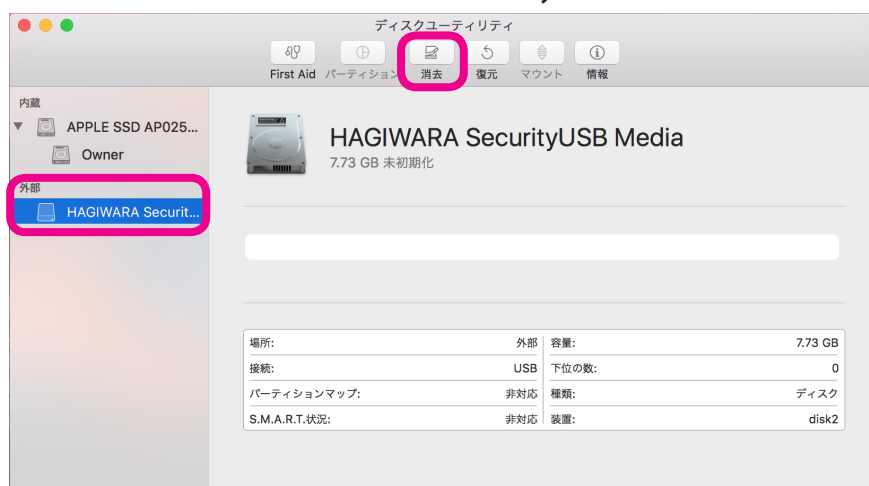 ディスクユーティリティ
First Aid パーティション 消去 復元 マウント 情報
内蔵
APPLE SSD AP025...
Owner
外部
HAGIWARA Securit...
HAGIWARA SecurityUSB Media
7.73 GB 未初期化
場所: 外部 容量: 7.73 GB
接続: USB 下位の数: 0
パーティションマップ: 非対応 種類: ディスク
S.M.A.R.T.状況: 非対応 装置: disk2